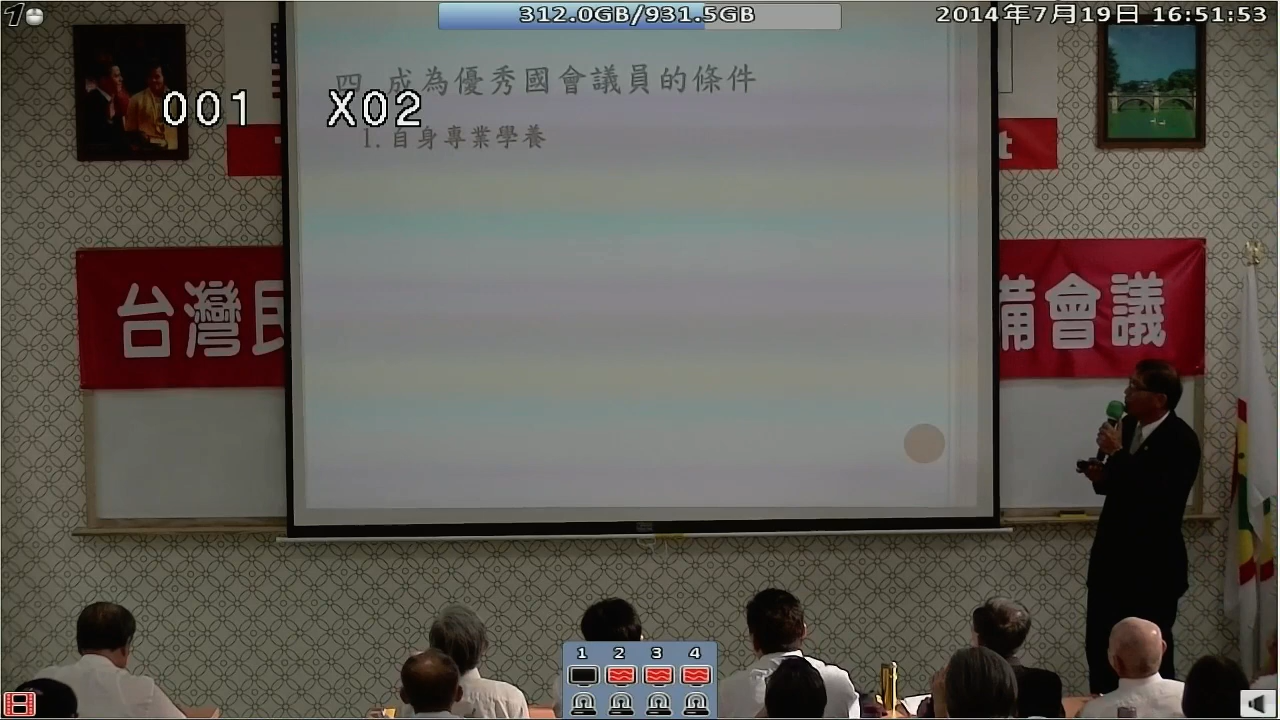 312.0GB/931.5GB
2014年7月19日 16:51:53
001 X02
四、成為優秀國會議員的條件
1.自身專業學養
t
台灣民
備會議
1 2 3 4